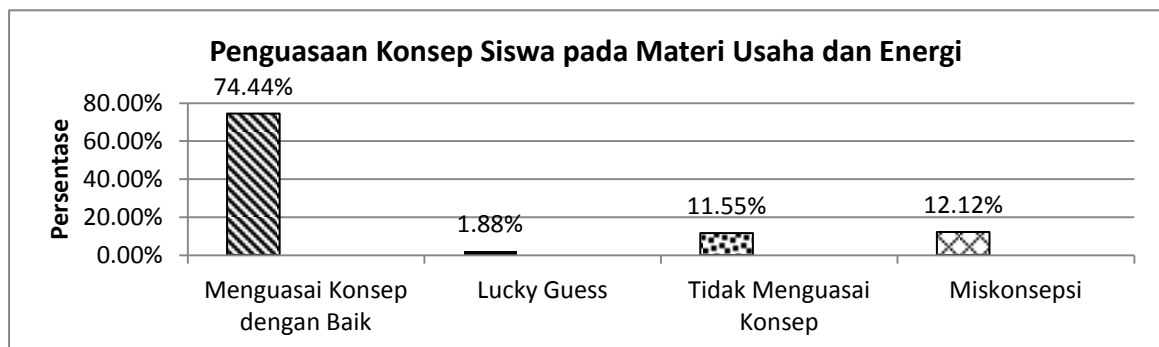 Penguasaan Konsep Siswa pada Materi Usaha dan Energi
74.44%
80.00%
60.00%
40.00%
20.00%
0.00%
Persentase
1.88%
11.55%
12.12%
Menguasai Konsep
dengan Baik
Lucky Guess
Tidak Menguasai
Konsep
Miskonsepsi